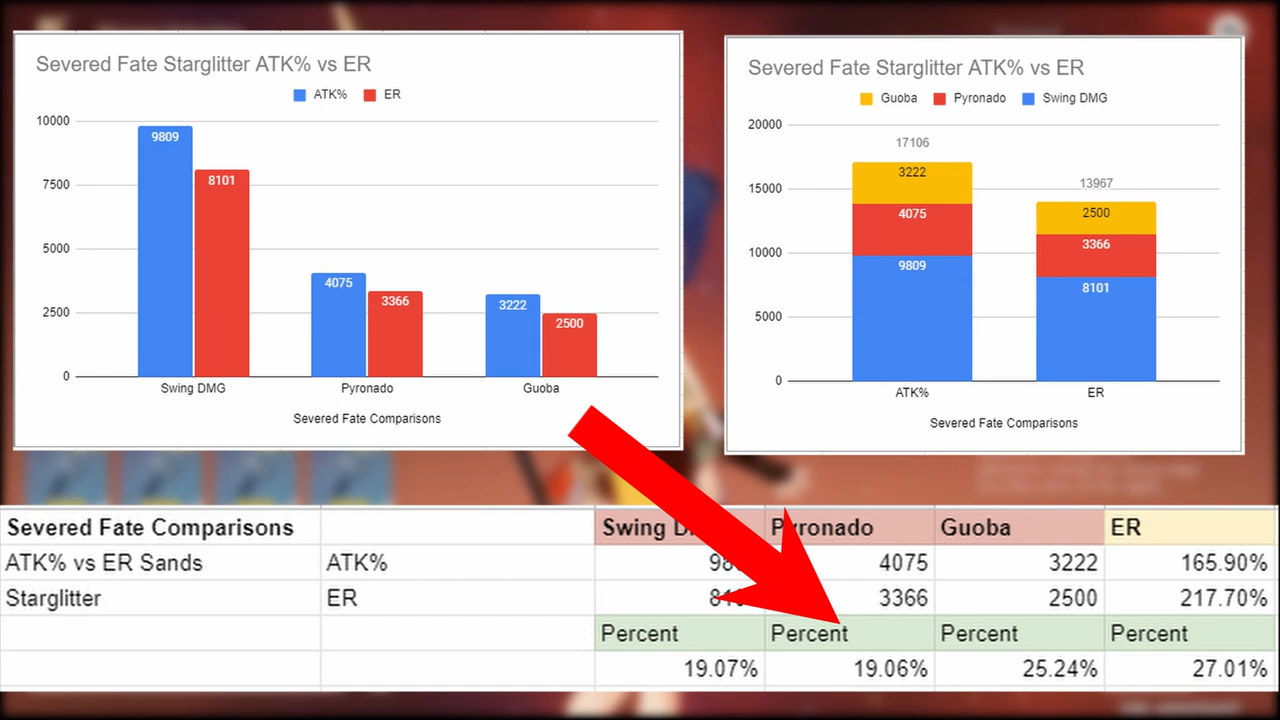 Severed Fate Starglitter ATK% vs ER
ATK% ER
10000
7500
5000
2500
0
9809
8101
4075
3366
3222
2500
Swing DMG Pyronado Guoba
Severed Fate Comparisons
Severed Fate Starglitter ATK% vs ER
Guoba Pyronado Swing DMG
20000
15000
10000
5000
0
17106
3222
4075
9809
13967
2500
3366
8101
ATK% ER
Severed Fate Comparisons
Severed Fate Comparisons Swing Pyronado Guoba ER
ATK% vs ER Sands ATK% 4075 3222 165.90%
Starglitter ER 3366 2500 217.70%
Percent Percent Percent Percent
19.07% 19.06% 25.24% 27.01%